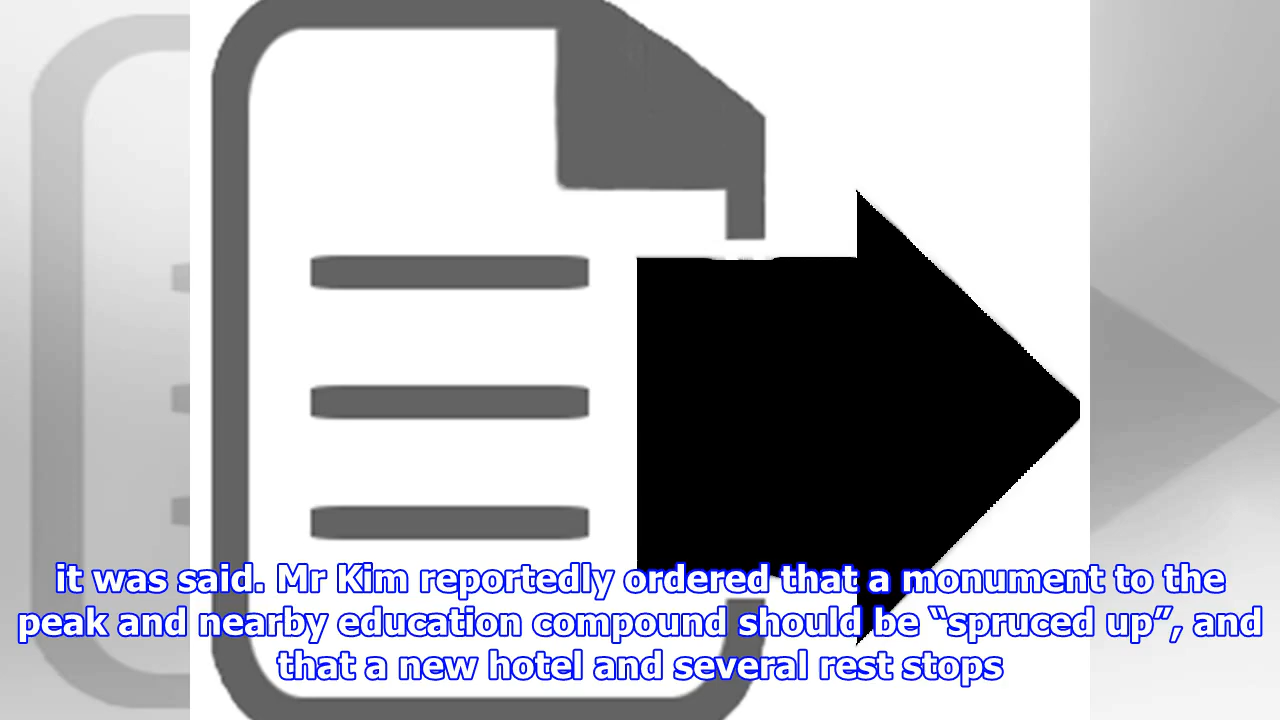 it was said. Mr Kim reportedly ordered that a monument to the
peak and nearby education compound should be “spruced up”, and
that a new hotel and several rest stops